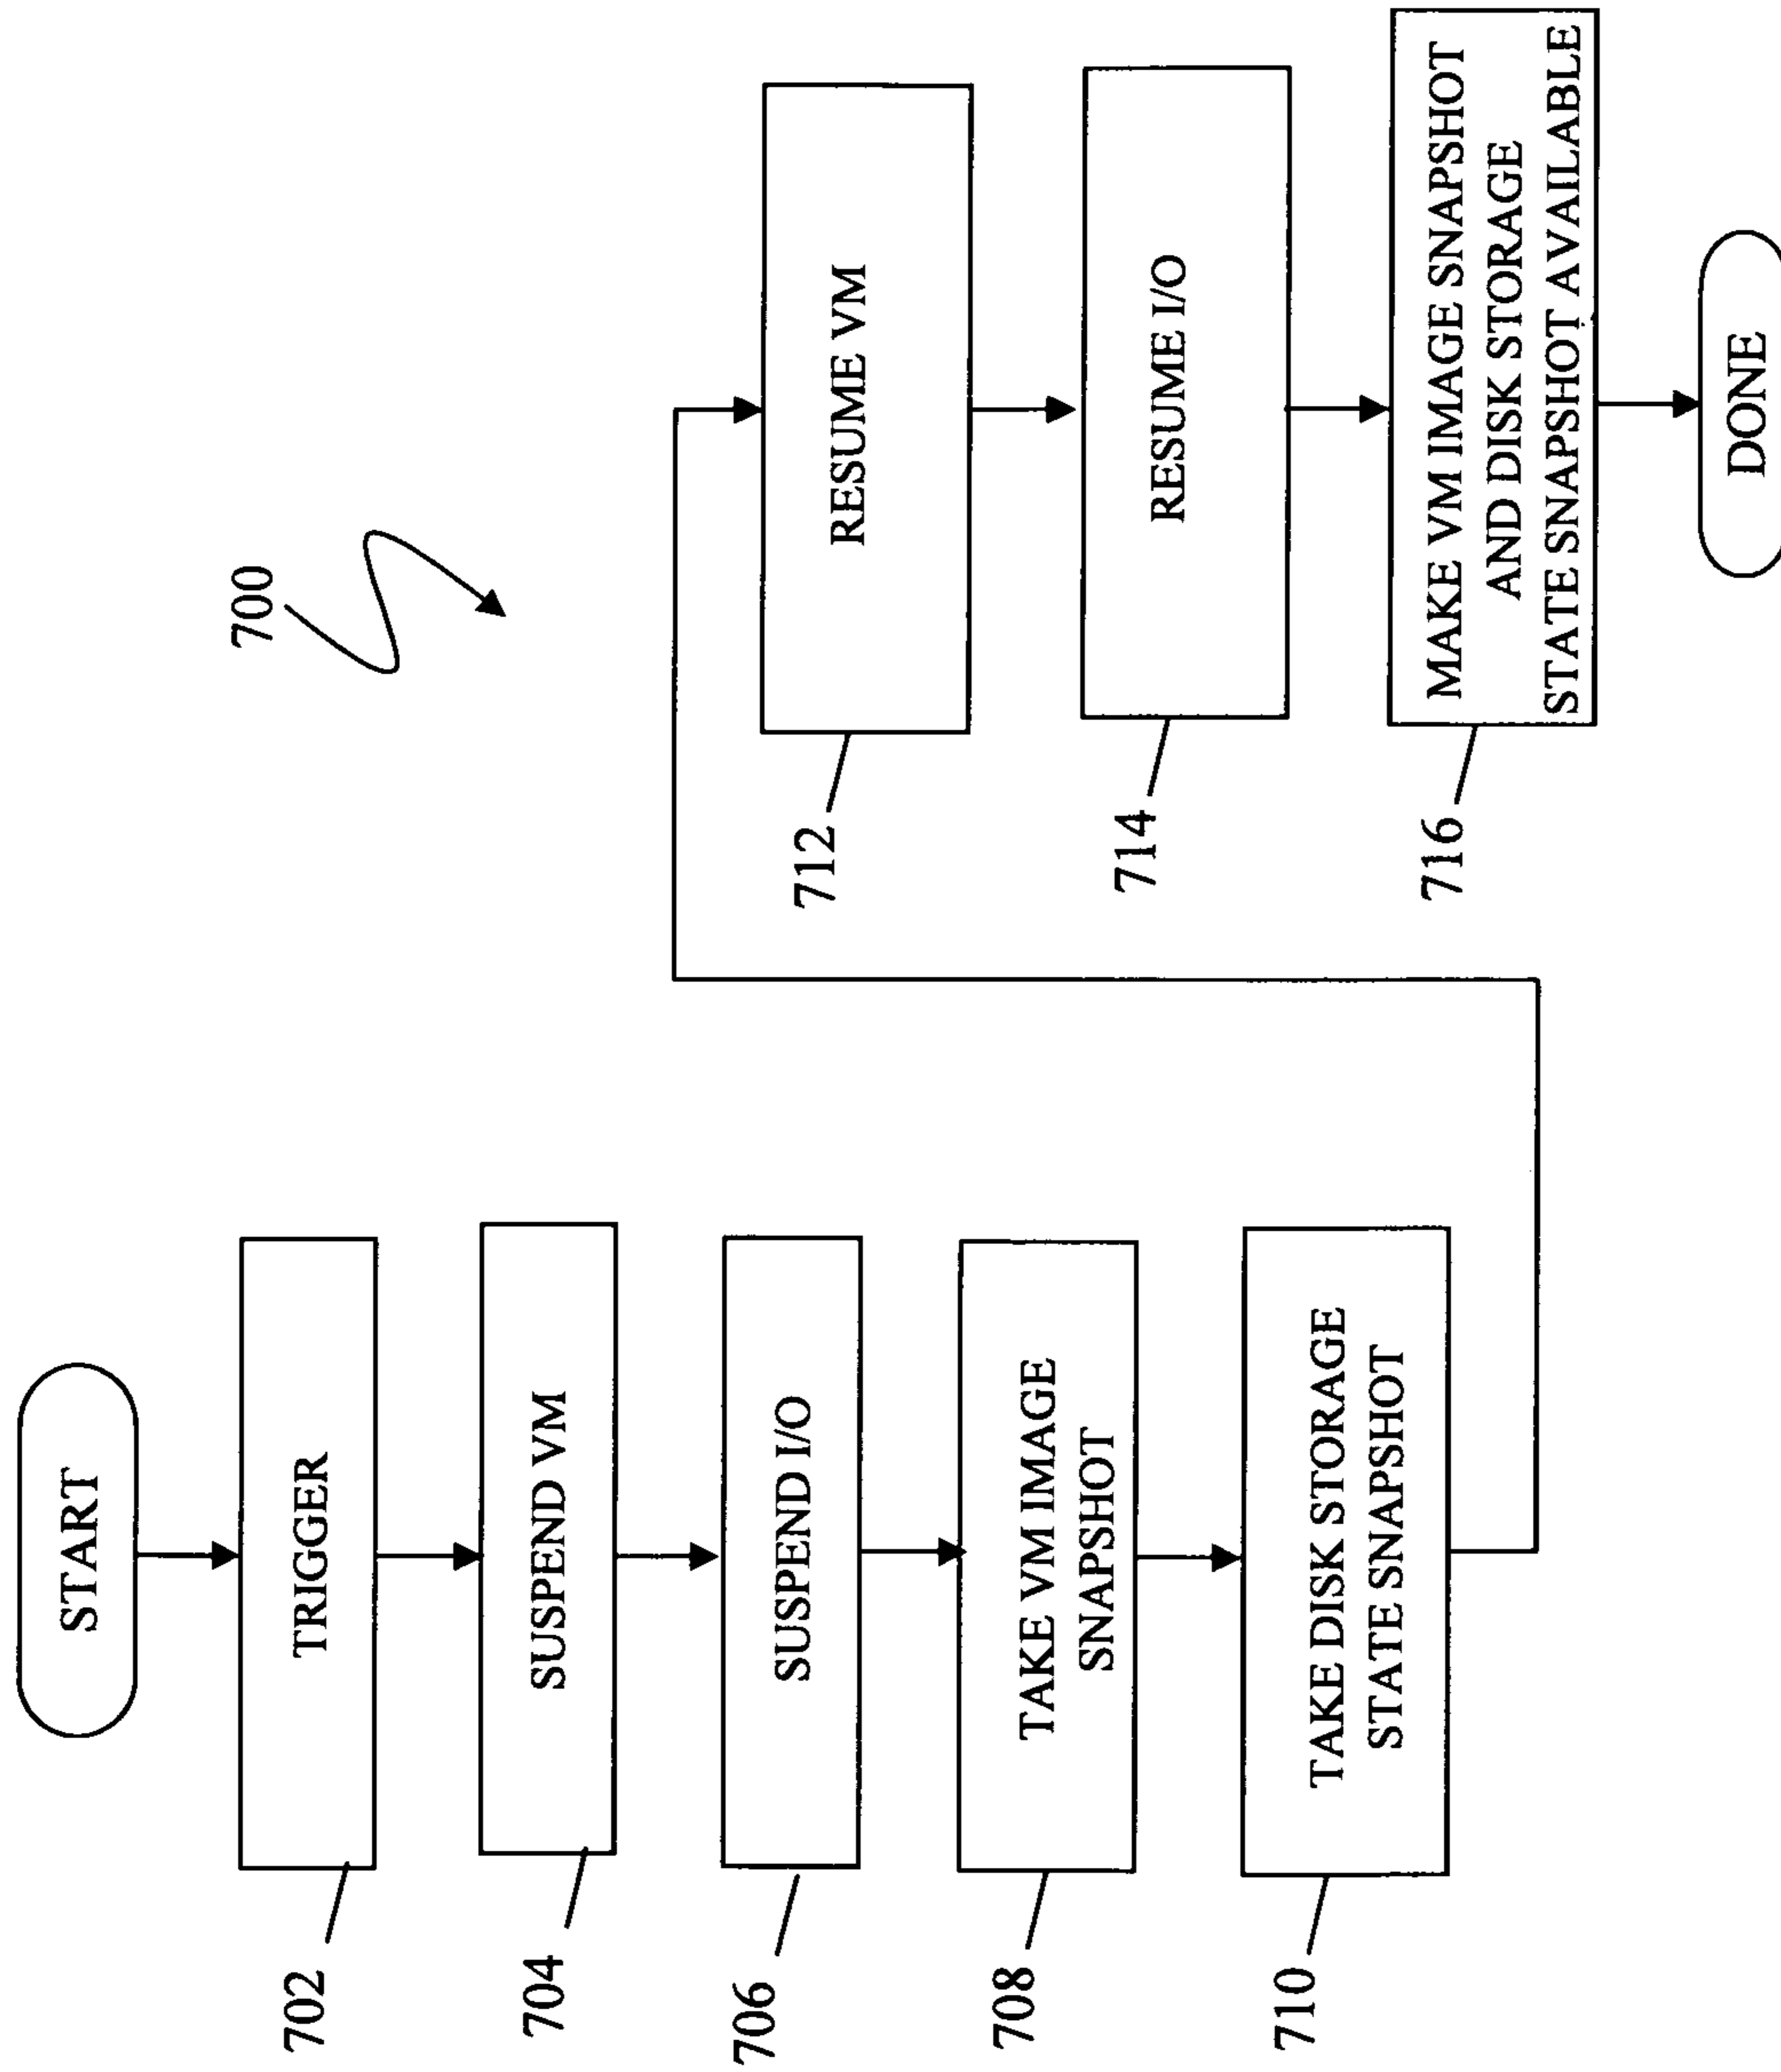 700
START
702
TRIGGER
704
SUSPEND VM
706
SUSPEND I/O
708
TAKE VM IMAGE
SNAPSHOT
710
TAKE DISK STORAGE
STATE SNAPSHOT
712
RESUME VM
714
RESUME I/O
716
MAKE VM IMAGE SNAPSHOT
AND DISK STORAGE
STATE SNAPSHOT AVAILABLE
DONE